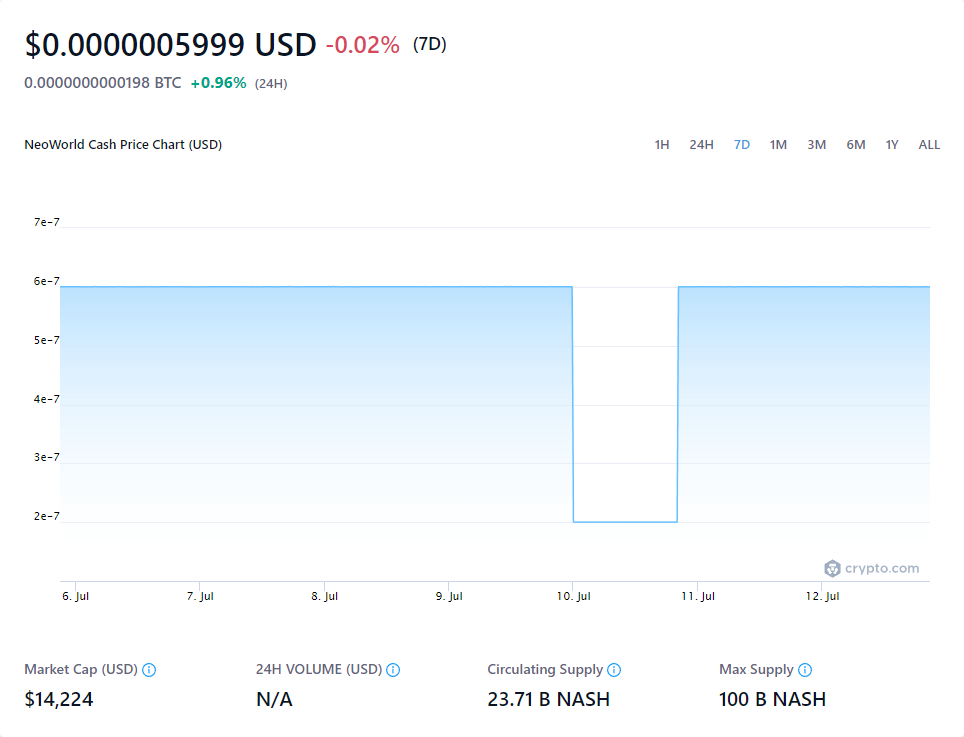 $0.0000005999 USD -0.02% (7D)
0.0000000000198 BTC +0.96% (24H)
NeoWorld Cash Price Chart (USD) 1H 24H 7D 1M 3M 6M 1Y ALL
7e-7
6e-7
5e-7
4e-7
3e-7
2e-7
crypto.com
6. Jul 7. Jul 8. Jul 9. Jul 10. Jul 11. Jul 12. Jul
Market Cap (USD) 24H VOLUME (USD) Circulating Supply Max Supply
$14,224 N/A 23.71 B NASH 100 B NASH